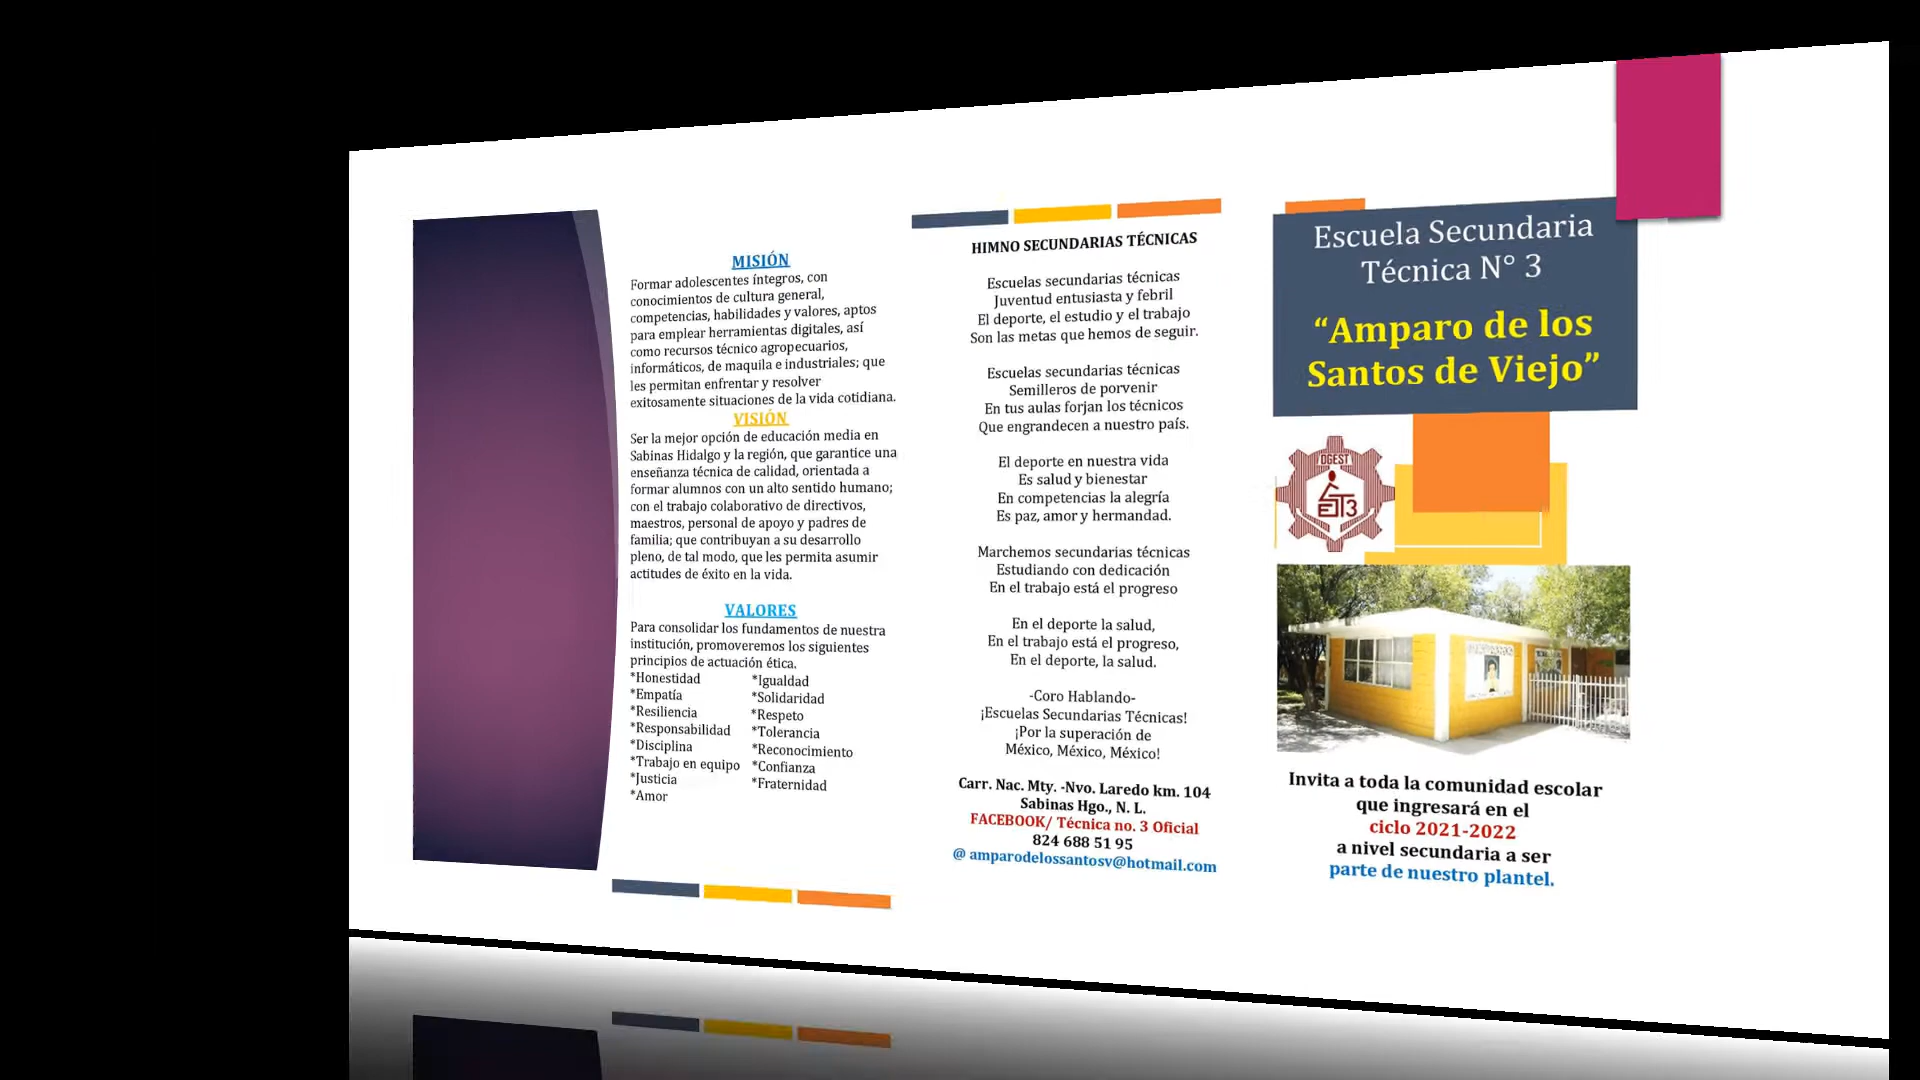 MISIÓN
Formar adolescentes íntegros, con
conocimientos de cultura general,
competencias, habilidades y valores, aptos
para emplear herramientas digitales, así
como recursos técnico agropecuarios,
informáticos, de maquila e industriales; que
les permitan enfrentar y resolver
exitosamente situaciones de la vida cotidiana.
VISIÓN
Ser la mejor opción de educación media en
Sabinas Hidalgo y la región, que garantice una
enseñanza técnica de calidad, orientada a
formar alumnos con un alto sentido humano;
con el trabajo colaborativo de directivos,
maestros, personal de apoyo y padres de
familia; que contribuyan a su desarrollo
pleno, de tal modo, que les permita asumir
actitudes de éxito en la vida.
VALORES
Para consolidar los fundamentos de nuestra
institución, promoveremos los siguientes
principios de actuación ética.
*Honestidad
*Empatía
*Resiliencia
*Responsabilidad
*Disciplina
*Trabajo en equipo
*Justicia
*Amor
*Igualdad
*Solidaridad
*Respeto
*Tolerancia
*Reconocimiento
*Confianza
*Fraternidad
HIMNO SECUNDARIAS TÉCNICAS
Escuelas secundarias técnicas
Juventud entusiasta y febril
El deporte, el estudio y el trabajo
Son las metas que hemos de seguir.
Escuelas secundarias técnicas
Semilleros de porvenir
En tus aulas forjan los técnicos
Que engrandecen a nuestro país.
El deporte en nuestra vida
Es salud y bienestar
En competencias la alegría
Es paz, amor y hermandad.
Marchemos secundarias técnicas
Estudiando con dedicación
En el trabajo está el progreso
En el deporte la salud,
En el trabajo está el progreso,
En el deporte, la salud.
-Coro Hablando-
¡Escuelas Secundarias Técnicas!
¡Por la superación de
México, México, México!
Carr. Nac. Mty. -Nvo. Laredo km. 104
Sabinas Hgo., N. L.
FACEBOOK/ Técnica no. 3 Oficial
824 688 51 95
@ amparodelossantosv@hotmail.com
Escuela Secundaria
Técnica N° 3
“Amparo de los
Santos de Viejo”
DGEST
3
Invita a toda la comunidad escolar
que ingresará en el
ciclo 2021-2022
a nivel secundaria a ser
parte de nuestro plantel.